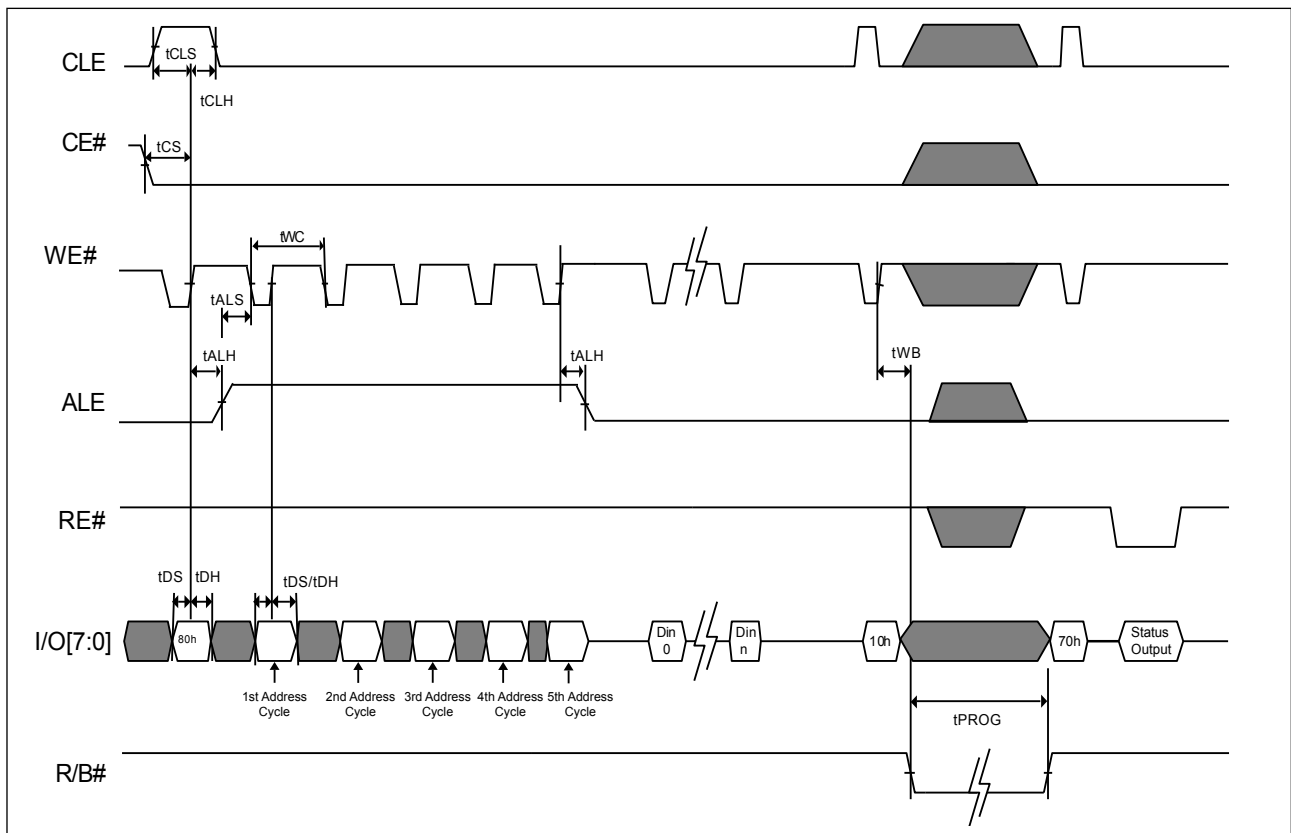 CLE
tCLS
tCLH
CE#
tCS
WE#
tWC
tALS
tALH
tALH
tWB
ALE
RE#
tDS
tDH
tDS/tDH
I/O[7:0]
80h
Din
0
Din
n
10h
70h
Status
Output
1st Address
Cycle
2nd Address
Cycle
3rd Address
Cycle
4th Address
Cycle
5th Address
Cycle
tPROG
R/B#